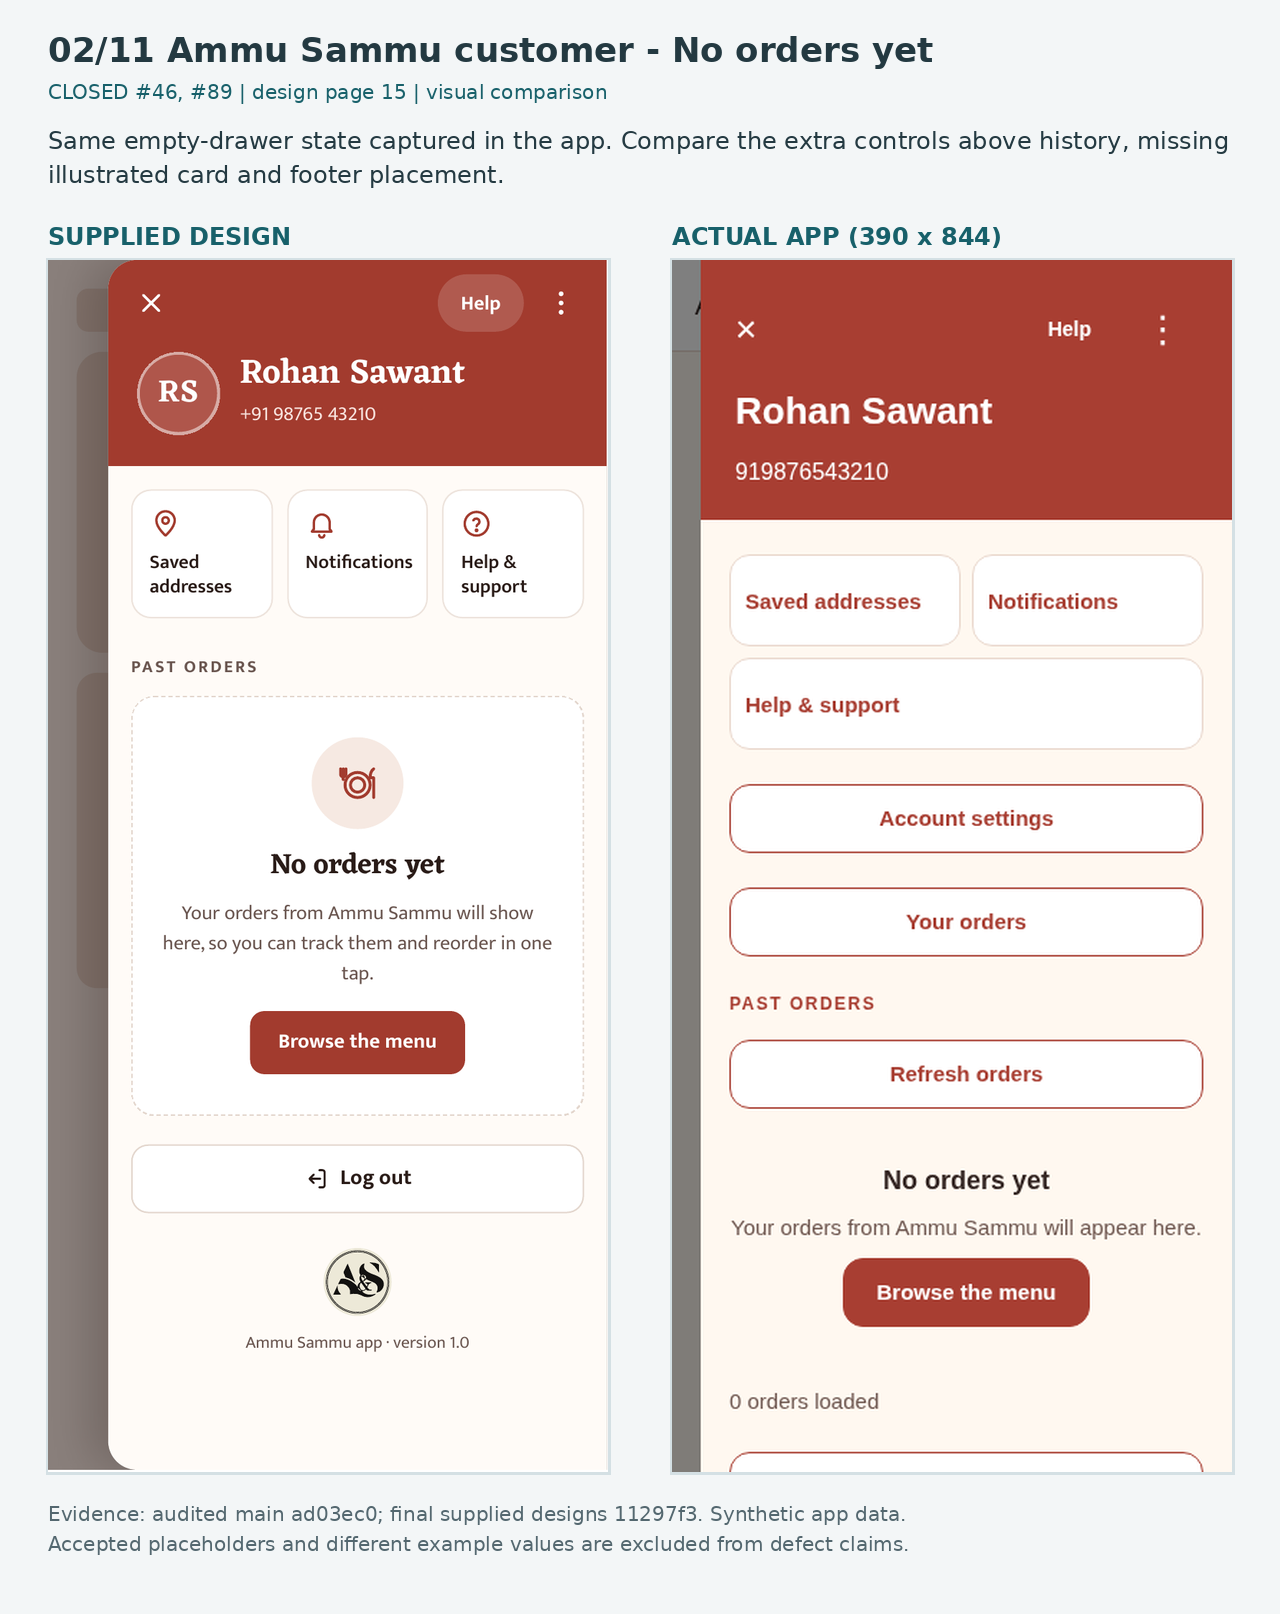 02/11 Ammu Sammu customer - No orders yet
CLOSED #46, #89 | design page 15 | visual comparison
Same empty-drawer state captured in the app. Compare the extra controls above history, missing
illustrated card and footer placement.
SUPPLIED DESIGN
Help
RS
Rohan Sawant
+91 98765 43210
Saved
addresses
Notifications
Help &
support
PAST ORDERS
No orders yet
Your orders from Ammu Sammu will show
here, so you can track them and reorder in one
tap.
Browse the menu
Log out
A&S
Ammu Sammu app · version 1.0
ACTUAL APP (390 x 844)
Help
Rohan Sawant
919876543210
Saved addresses
Notifications
Help & support
Account settings
Your orders
PAST ORDERS
Refresh orders
No orders yet
Your orders from Ammu Sammu will appear here.
Browse the menu
0 orders loaded
Evidence: audited main ad03ec0; final supplied designs 11297f3. Synthetic app data.
Accepted placeholders and different example values are excluded from defect claims.